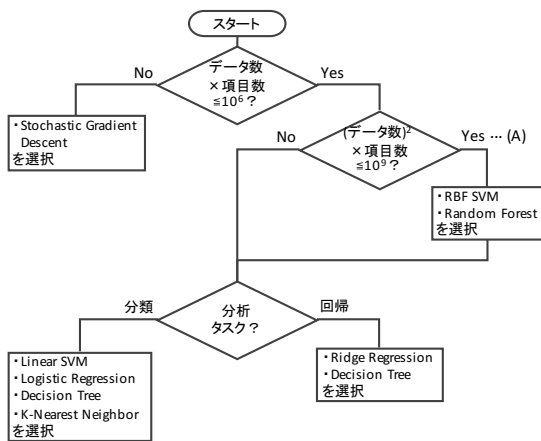 スタート
データ数
×項目数
≦10⁶？
No
Yes
・Stochastic Gradient
Descent
を選択
(データ数)²
×項目数
≦10⁹？
No
Yes … (A)
・RBF SVM
・Random Forest
を選択
分析
タスク？
分類
回帰
・Linear SVM
・Logistic Regression
・Decision Tree
・K-Nearest Neighbor
を選択
・Ridge Regression
・Decision Tree
を選択